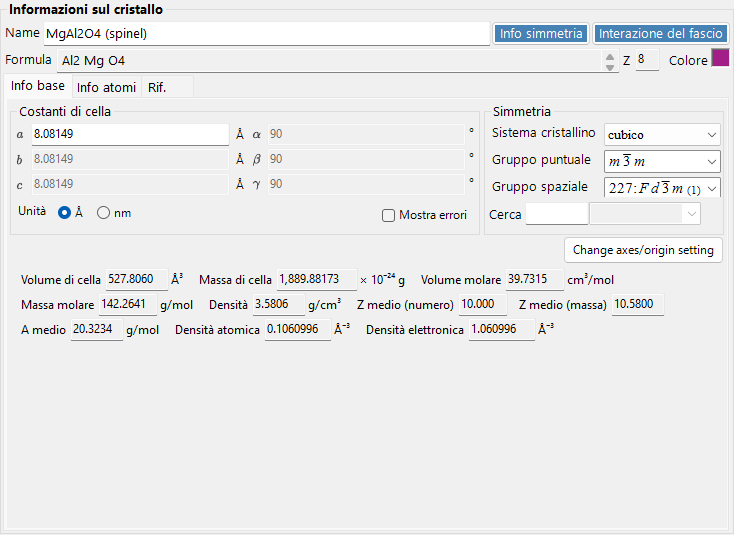 Informazioni sul cristallo
Name MgAl2O4 (spinel) Info simmetria Interazione del fascio
Formula Al2 Mg O4 Z 8 Colore
Info base Info atomi Rif.
Costanti di cella Simmetria
a 8.08149 Å α 90 ° Sistema cristallino cubico
b 8.08149 Å β 90 ° Gruppo puntuale m 3̅ m
c 8.08149 Å γ 90 ° Gruppo spaziale 227: F d 3̅ m (1)
Unità Å nm Mostra errori Cerca
Change axes/origin setting
Volume di cella 527.8060 Å³ Massa di cella 1,889.88173 × 10⁻²⁴ g Volume molare 39.7315 cm³/mol
Massa molare 142.2641 g/mol Densità 3.5806 g/cm³ Z medio (numero) 10.000 Z medio (massa) 10.5800
A medio 20.3234 g/mol Densità atomica 0.1060996 Å⁻³ Densità elettronica 1.060996 Å⁻³